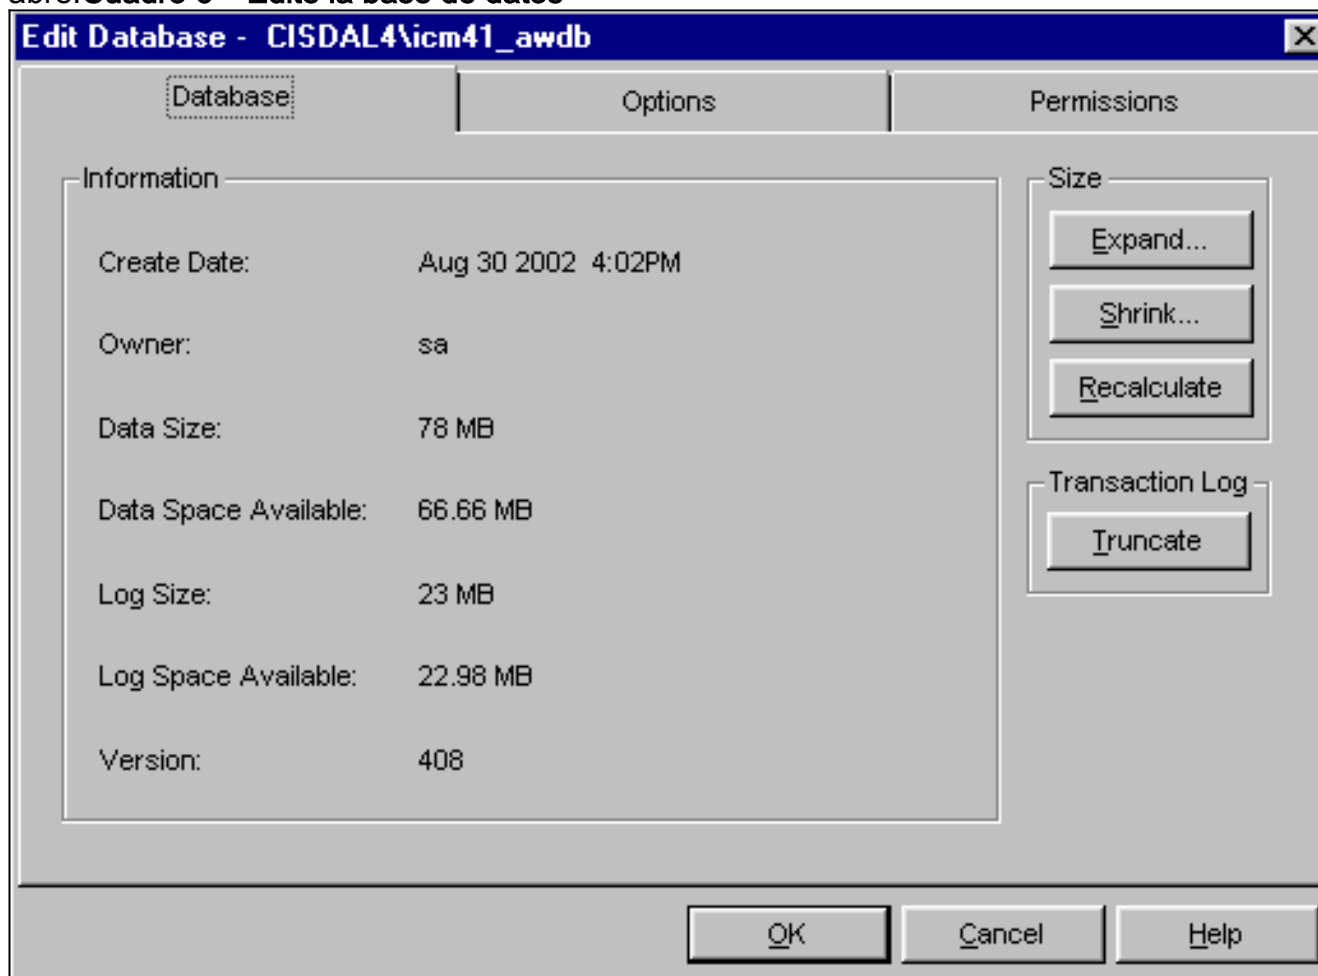 Edit Database - CISDAL4\icm41_awdb
Database Options Permissions
Information
Create Date: Aug 30 2002 4:02PM
Owner: sa
Data Size: 78 MB
Data Space Available: 66.66 MB
Log Size: 23 MB
Log Space Available: 22.98 MB
Version: 408
Size
Expand...
Shrink...
Recalculate
Transaction Log
Truncate
OK Cancel Help